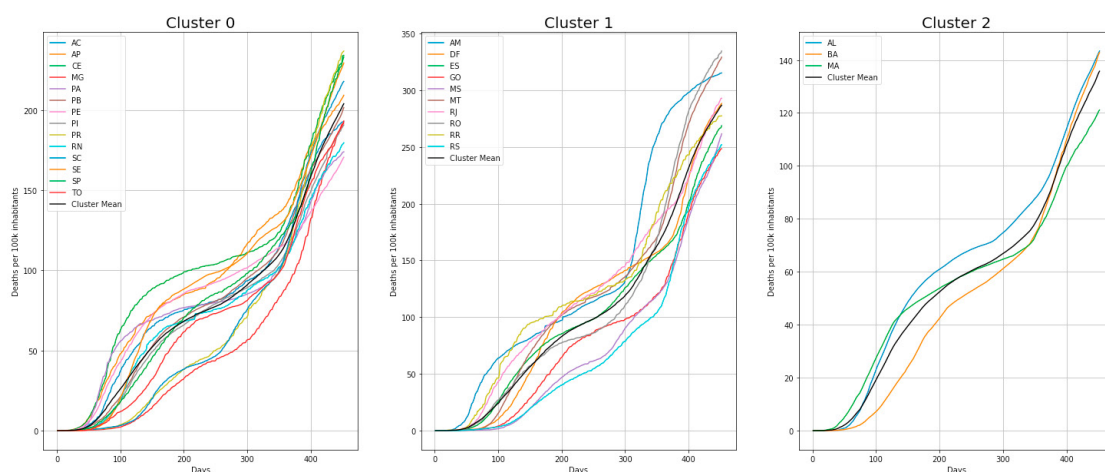 Cluster 0
Cluster 1
Cluster 2
AC
AP
CE
MG
PA
PB
PE
PI
PR
RN
SC
SE
SP
TO
Cluster Mean
Deaths per 100k inhabitants
200
150
100
50
0
0 100 200 300 400
Days
AM
DF
ES
GO
MS
MT
RJ
RO
RR
RS
Cluster Mean
Deaths per 100k inhabitants
350
300
250
200
150
100
50
0
0 100 200 300 400
Days
AL
BA
MA
Cluster Mean
Deaths per 100k inhabitants
140
120
100
80
60
40
20
0
0 100 200 300 400
Days